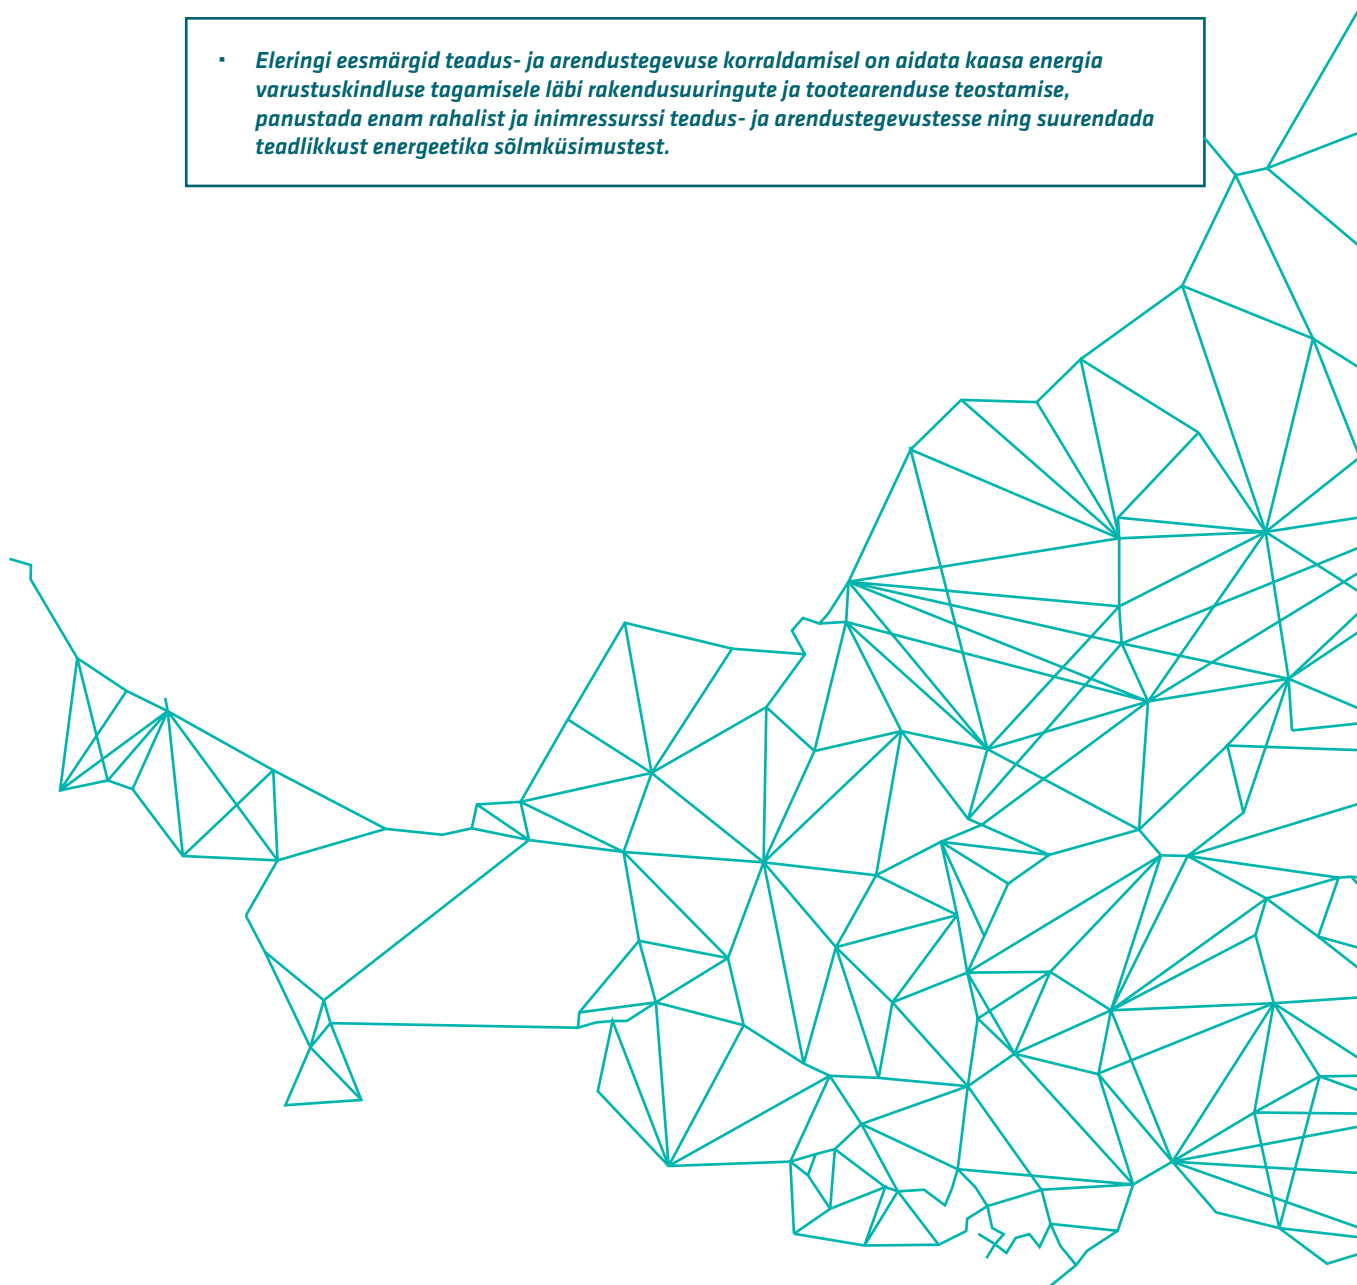 ▪ Eleringi eesmärgid teadus- ja arendustegevuse korraldamisel on aidata kaasa energia
varustuskindluse tagamisele läbi rakendusuuringute ja tootearenduse teostamise,
panustada enam rahalist ja inimressurssi teadus- ja arendustegevustesse ning suurendada
teadlikkust energeetika sõlmküsimustest.